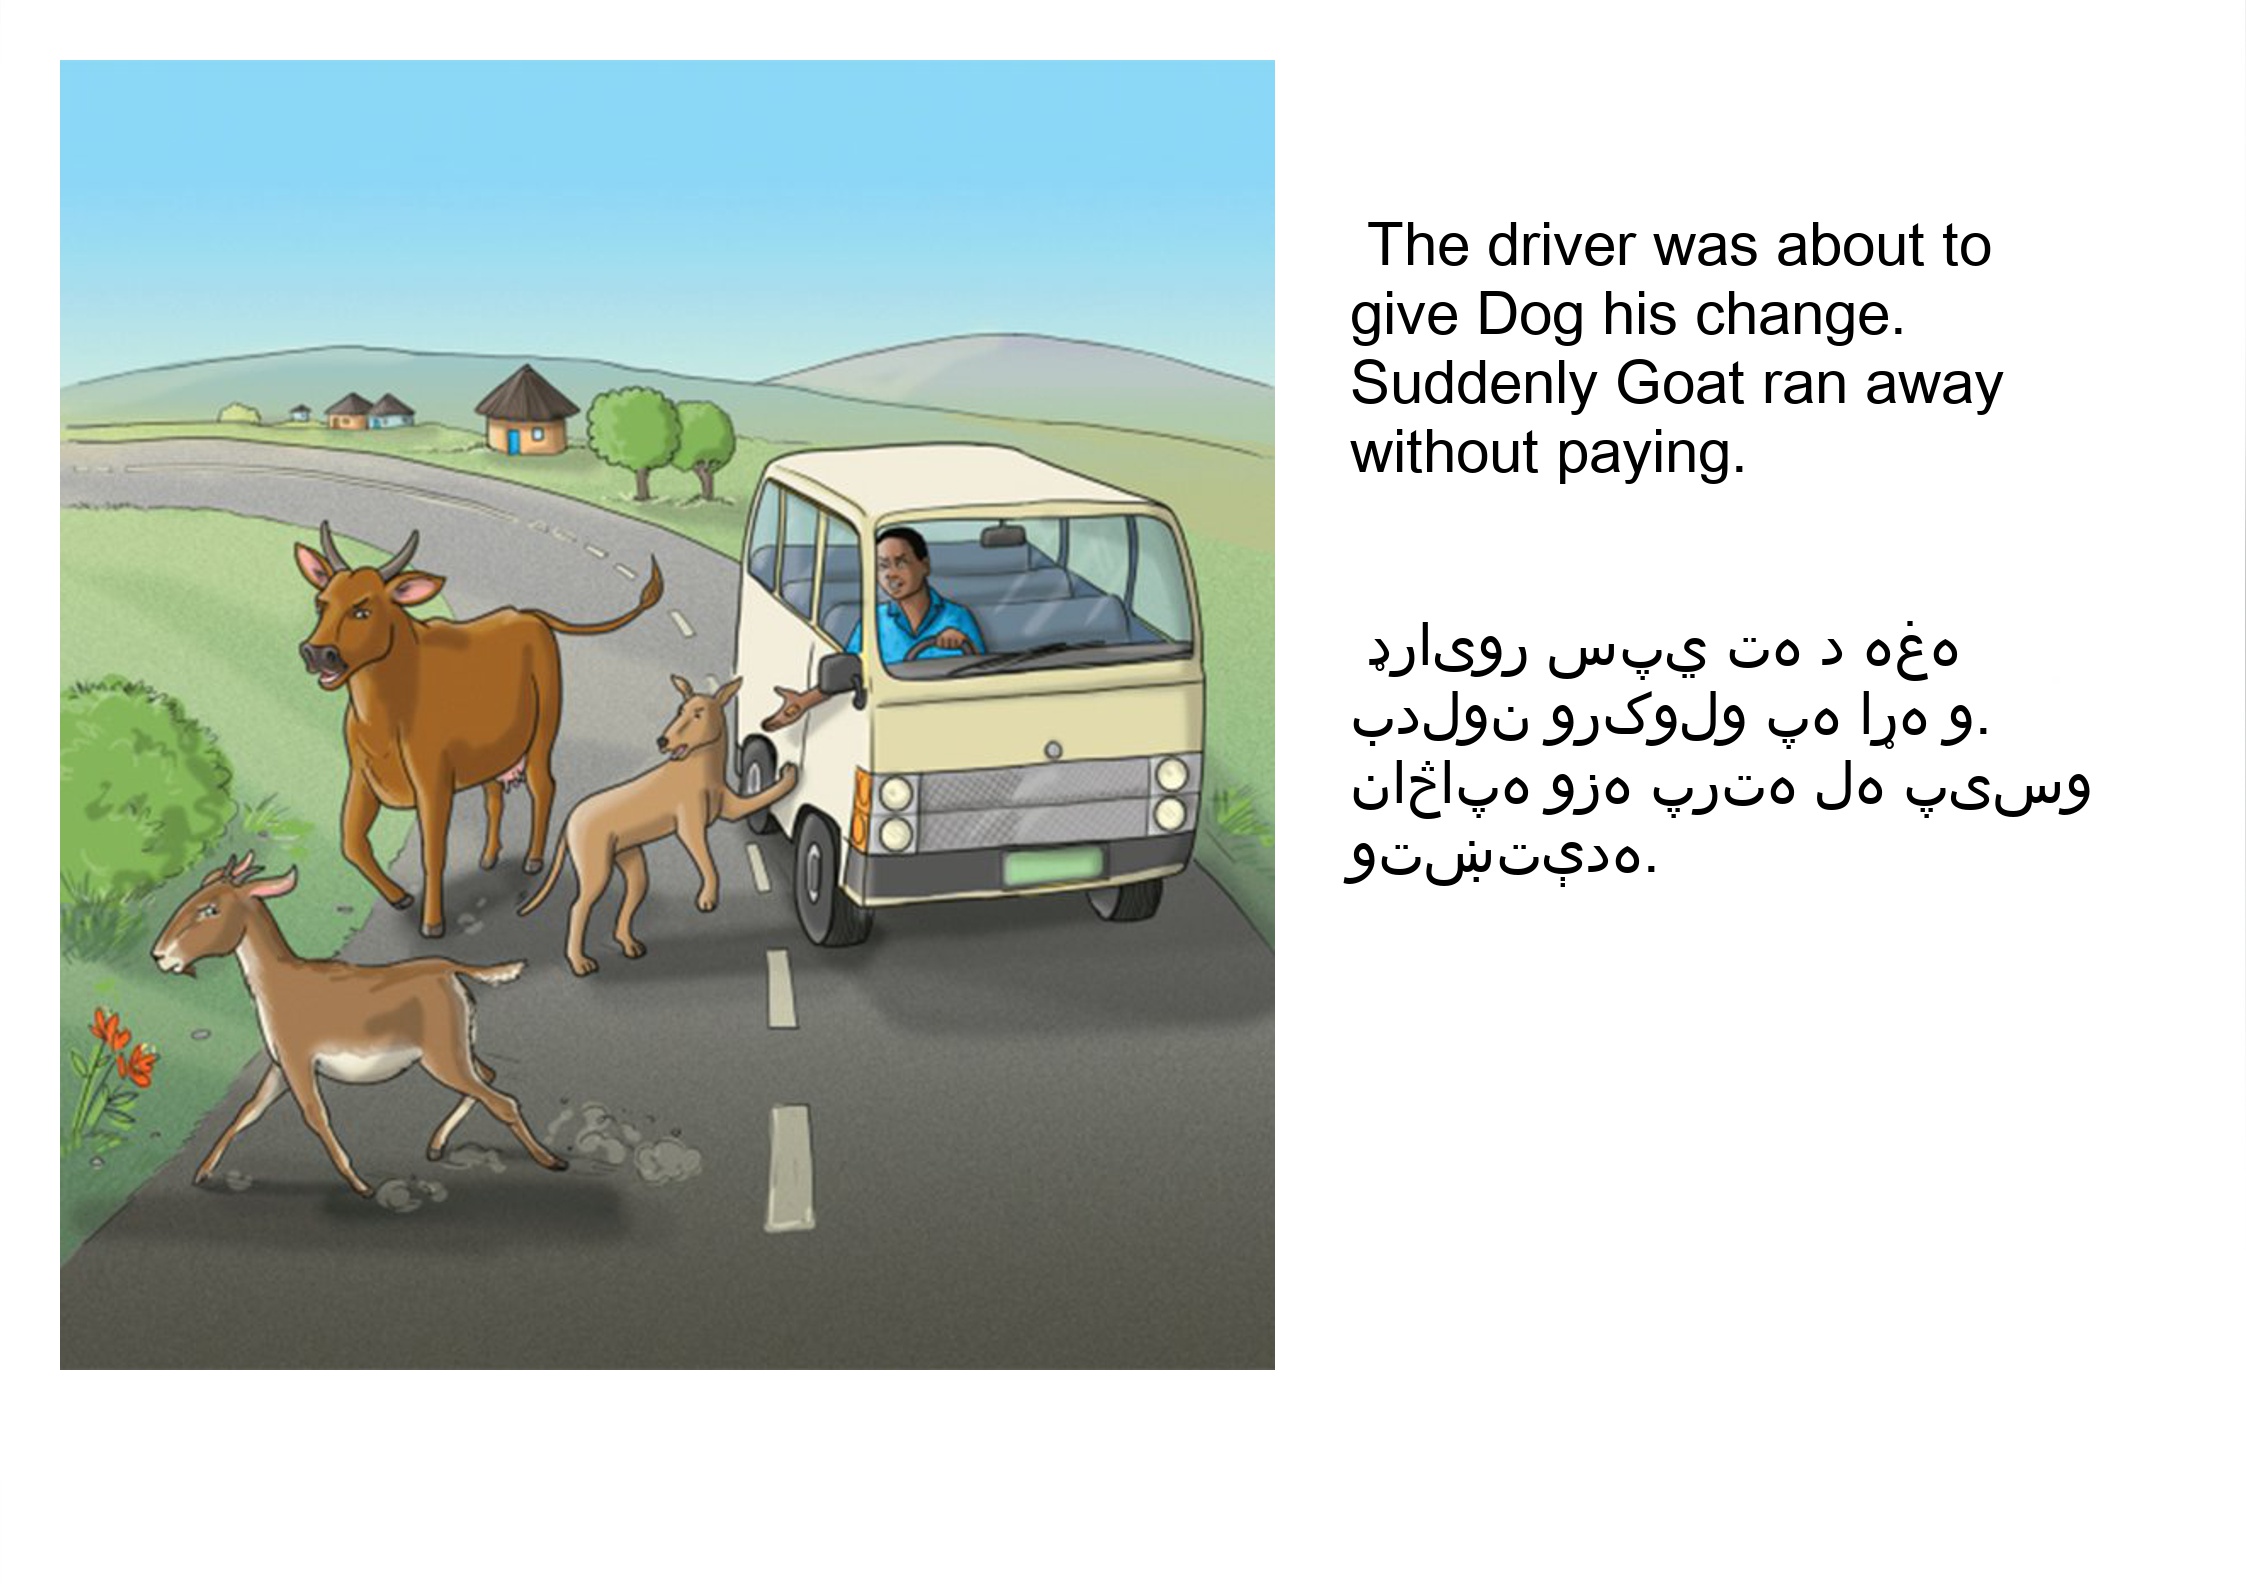 The driver was about to
give Dog his change.
Suddenly Goat ran away
without paying.
ډرایور سپي ته د هغه
بدلون ورکولو په اړه و.
ناڅاپه وزه پرته له پیسو
وتښتېده.